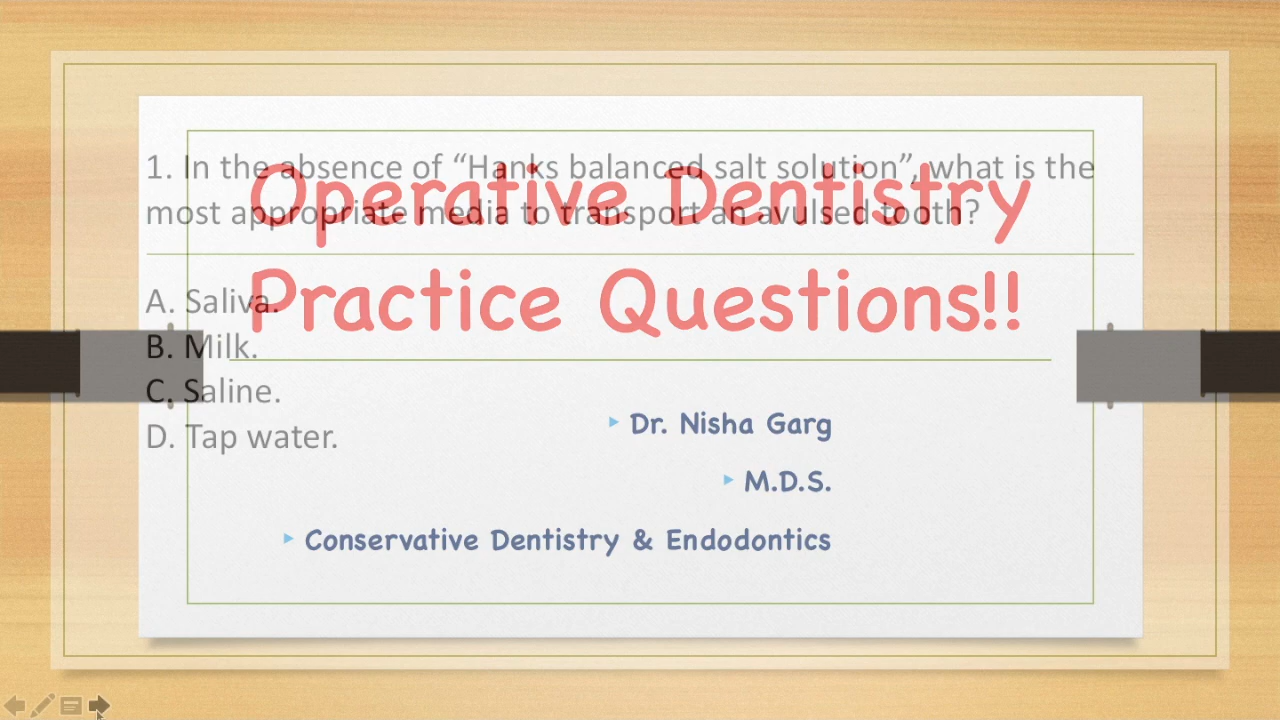 1. In the absence of “Hanks balanced salt solution”, what is the
most appropriate media to transport an avulsed tooth?
Operative Dentistry
Practice Questions!!
A. Saliva.
B. Milk.
C. Saline.
D. Tap water.
Dr. Nisha Garg
M.D.S.
Conservative Dentistry & Endodontics